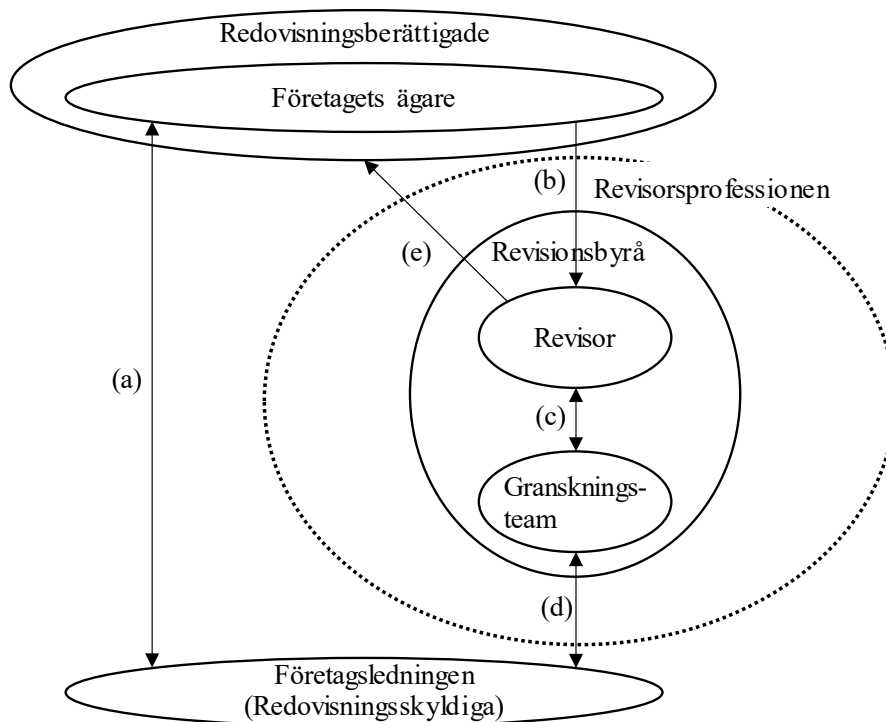 Redovisningsberättigade
Företagets ägare
(b)
Revisorsprofessionen
(e)
Revisionsbyrå
Revisor
(a)
(c)
Gransknings-
team
(d)
Företagsledningen
(Redovisningsskyldiga)